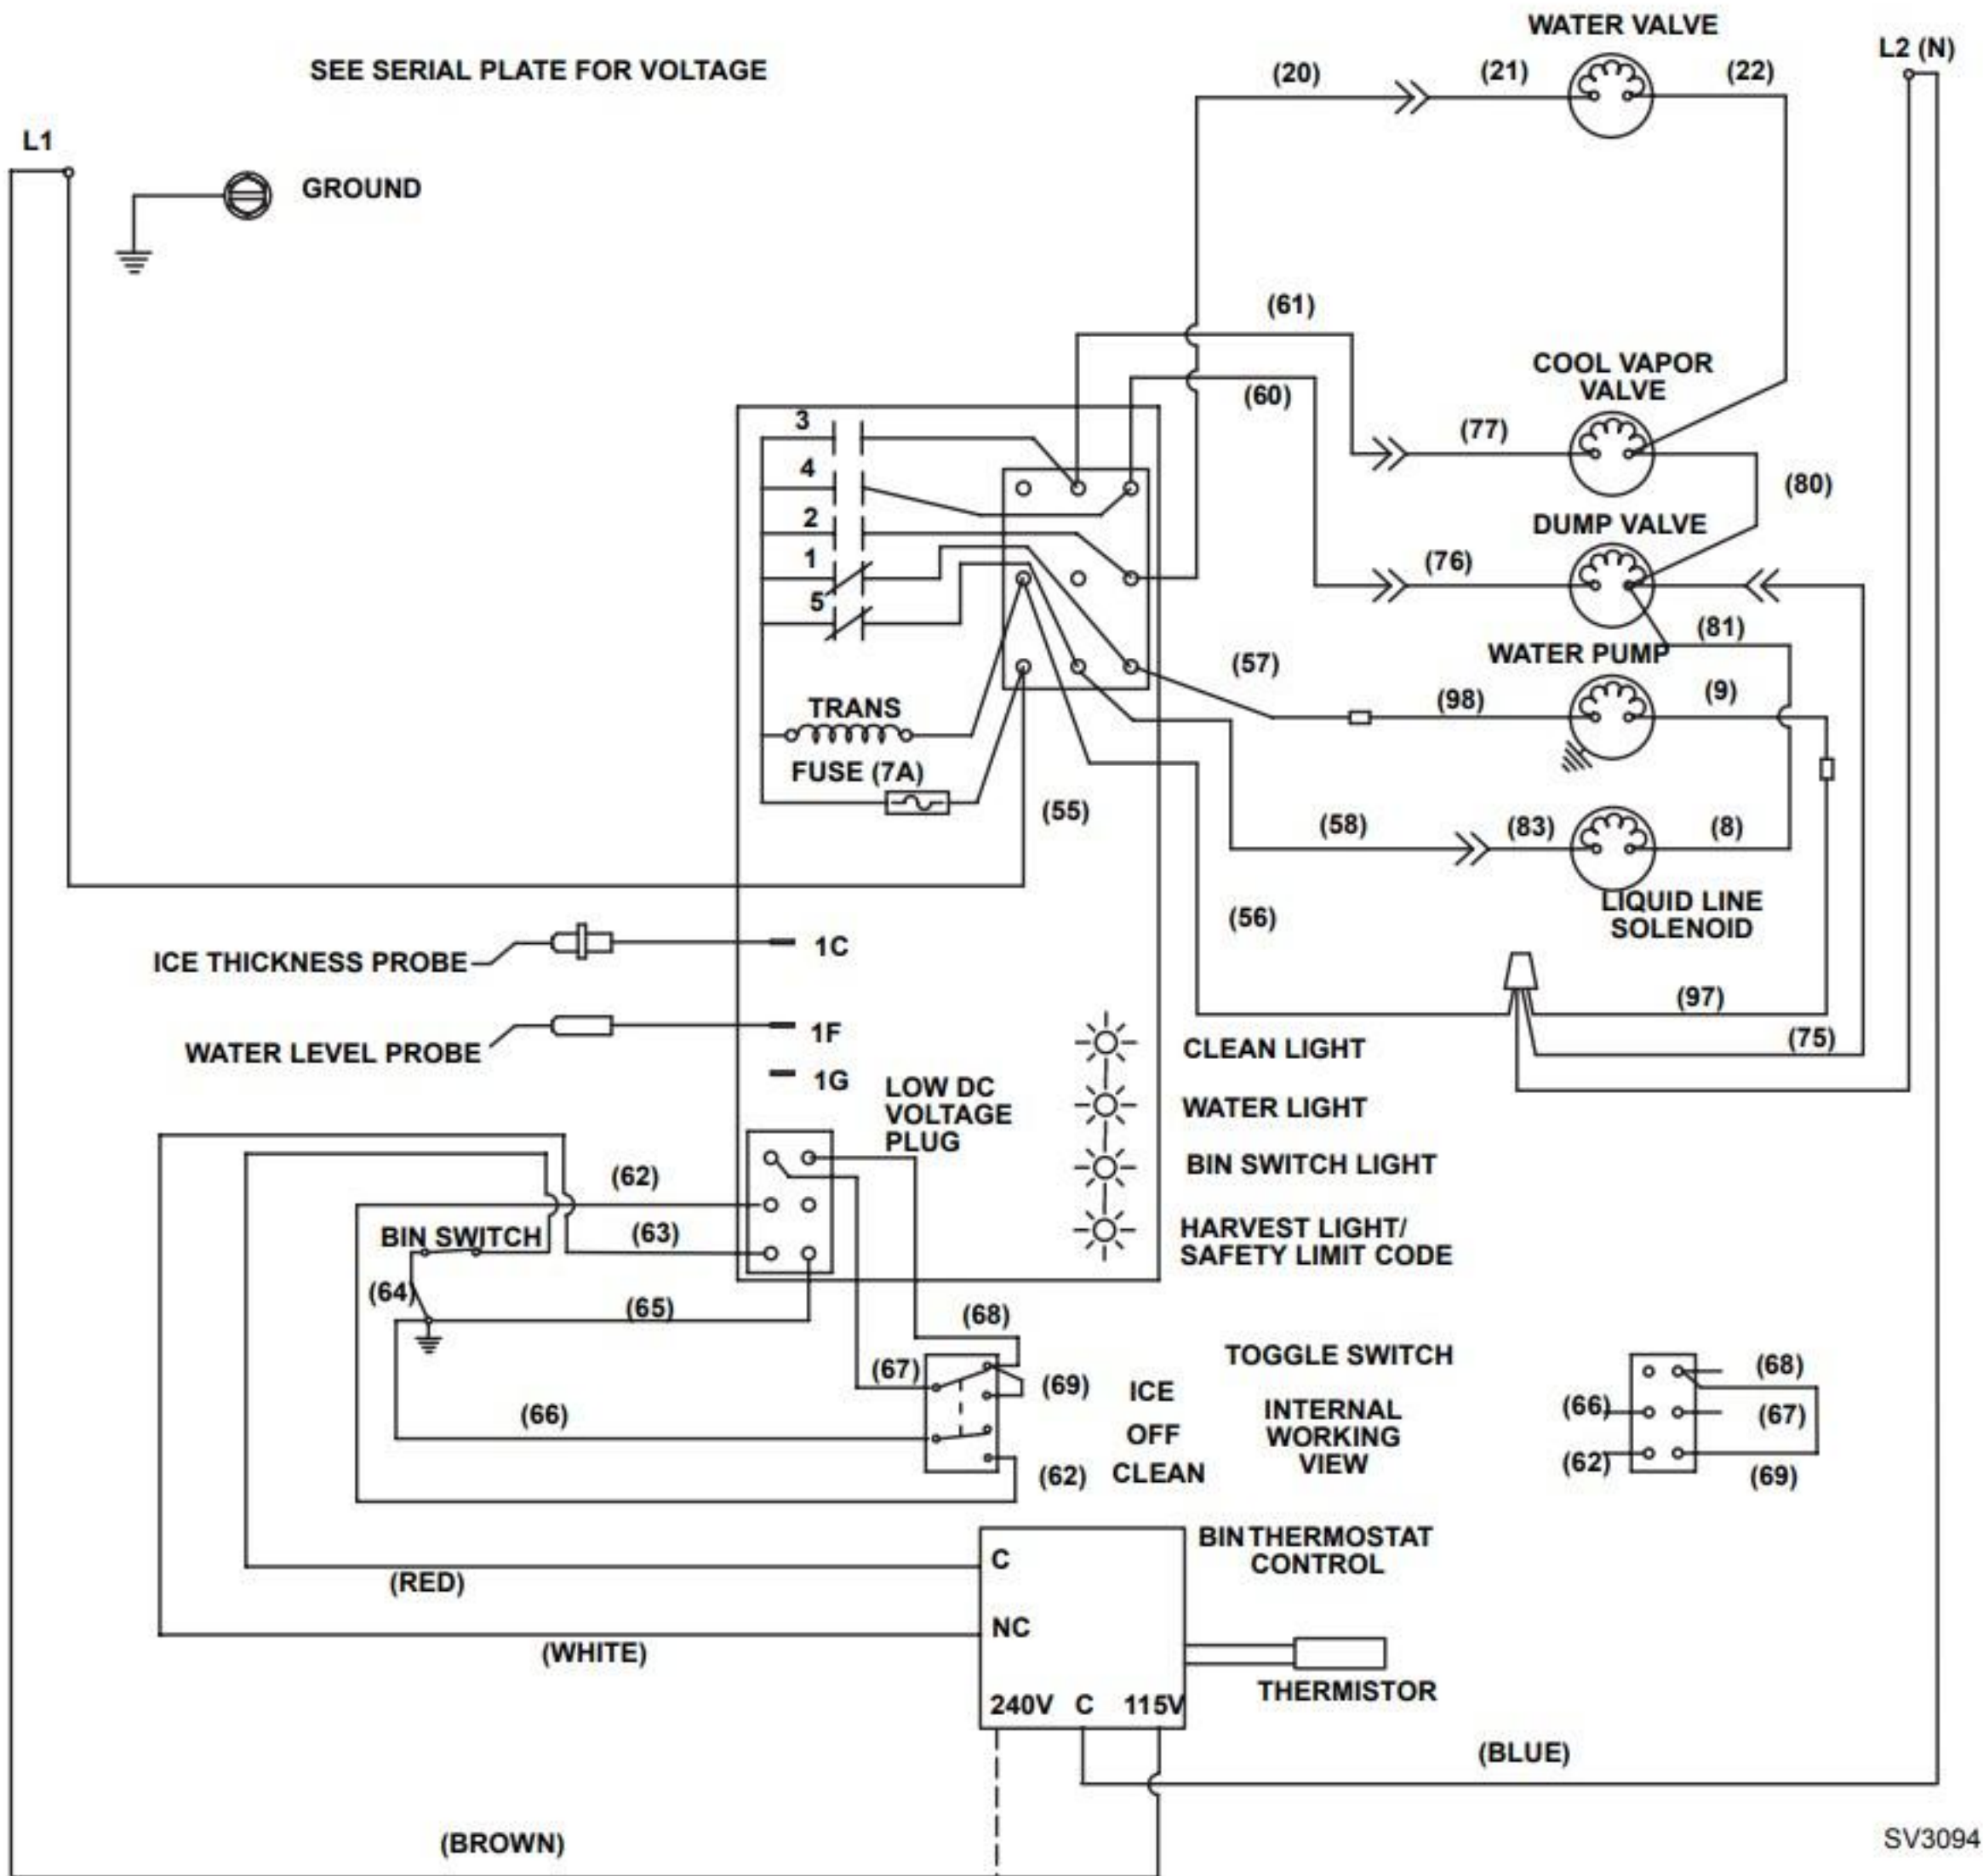 WATER VALVE
L2 (N)
SEE SERIAL PLATE FOR VOLTAGE
(20)
(21)
(22)
L1
GROUND
(61)
COOL VAPOR
VALVE
(60)
3
(77)
4
(80)
2
DUMP VALVE
1
(76)
5
(81)
WATER PUMP
(57)
(98)
(9)
TRANS
FUSE (7A)
(55)
(58)
(83)
(8)
LIQUID LINE
SOLENOID
(56)
ICE THICKNESS PROBE
1C
(97)
WATER LEVEL PROBE
1F
(75)
1G
CLEAN LIGHT
LOW DC
VOLTAGE
PLUG
WATER LIGHT
BIN SWITCH LIGHT
(62)
BIN SWITCH
(63)
HARVEST LIGHT/
SAFETY LIMIT CODE
(64)
(65)
(68)
TOGGLE SWITCH
(68)
(67)
(69)
ICE
INTERNAL
WORKING
VIEW
(66)
(67)
(66)
OFF
(62)
CLEAN
(62)
(69)
BIN THERMOSTAT
CONTROL
C
(RED)
NC
(WHITE)
THERMISTOR
240V C 115V
(BLUE)
(BROWN)
SV3094